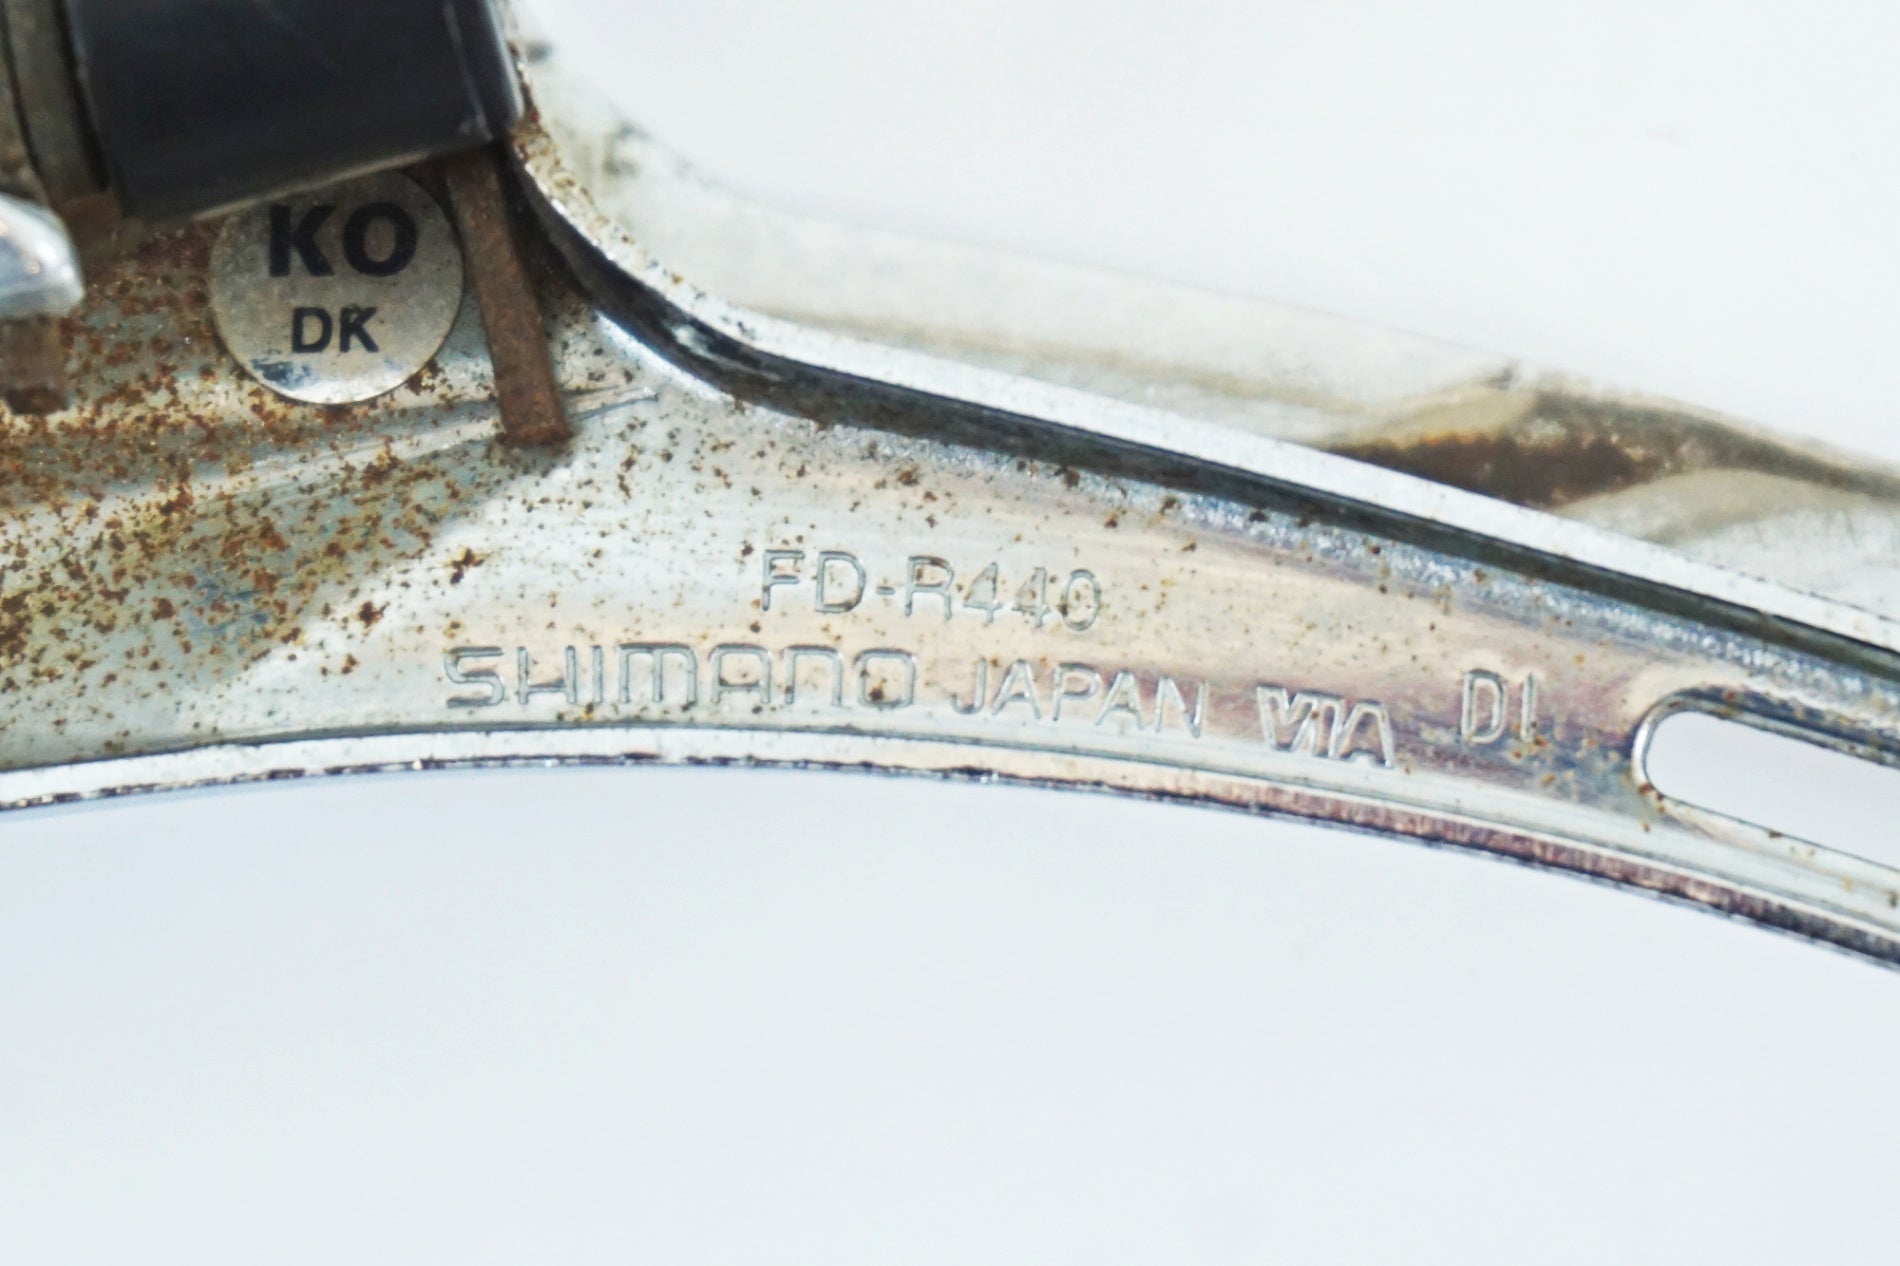 KO
DK
FD-R440
SHIMANO JAPAN VIA DI